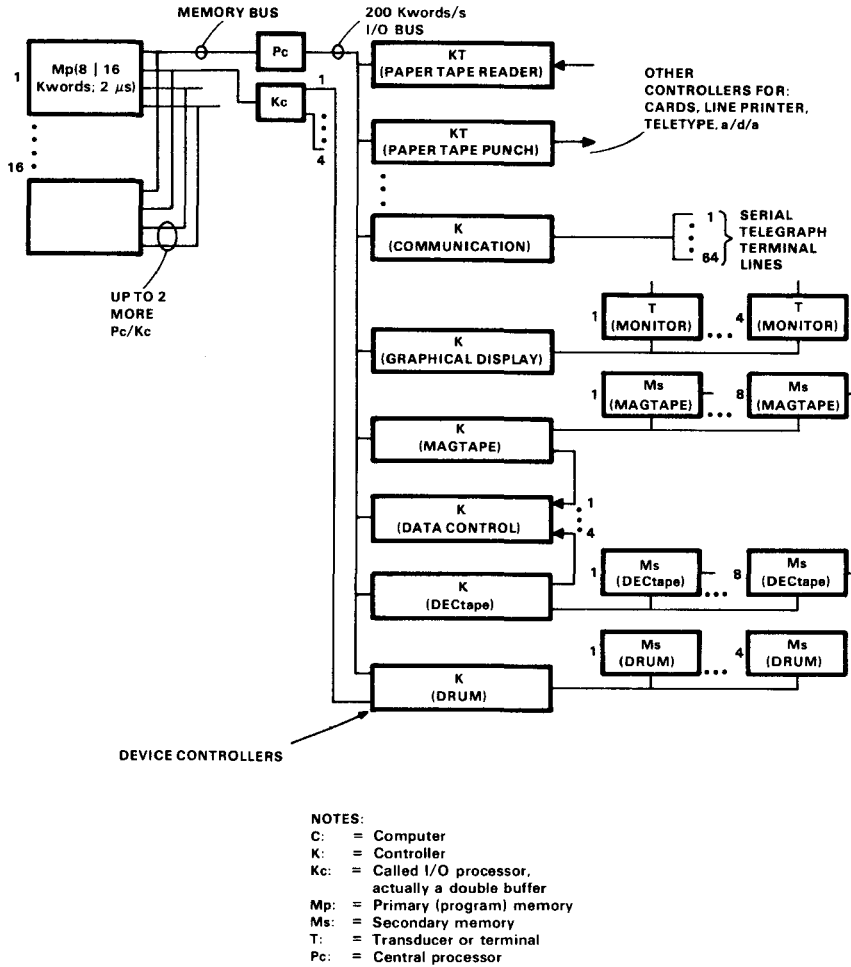 MEMORY BUS
200 Kwords/s
I/O BUS
1
Mp(8 | 16
Kwords; 2 μs)
16
Pc
Kc
1
4
UP TO 2
MORE
Pc/Kc
KT
(PAPER TAPE READER)
OTHER
CONTROLLERS FOR:
CARDS, LINE PRINTER,
TELETYPE, a/d/a
KT
(PAPER TAPE PUNCH)
K
(COMMUNICATION)
1
64
SERIAL
TELEGRAPH
TERMINAL
LINES
K
(GRAPHICAL DISPLAY)
1
T
(MONITOR)
4
T
(MONITOR)
K
(MAGTAPE)
1
Ms
(MAGTAPE)
8
Ms
(MAGTAPE)
K
(DATA CONTROL)
1
4
K
(DECtape)
1
Ms
(DECtape)
8
Ms
(DECtape)
K
(DRUM)
1
Ms
(DRUM)
4
Ms
(DRUM)
DEVICE CONTROLLERS
NOTES:
C: = Computer
K: = Controller
Kc: = Called I/O processor,
actually a double buffer
Mp: = Primary (program) memory
Ms: = Secondary memory
T: = Transducer or terminal
Pc: = Central processor